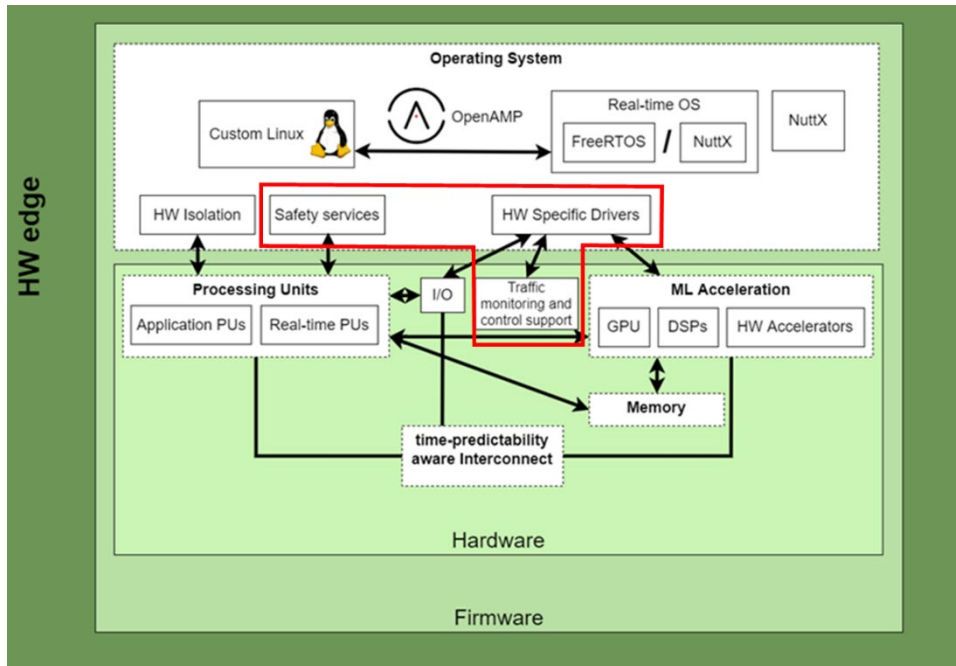 HW edge
Operating System
Custom Linux
OpenAMP
Real-time OS
FreeRTOS
/
NuttX
NuttX
HW Isolation
Safety services
HW Specific Drivers
Processing Units
Application PUs
Real-time PUs
I/O
Traffic
monitoring and
control support
ML Acceleration
GPU
DSPs
HW Accelerators
Memory
time-predictability
aware Interconnect
Hardware
Firmware